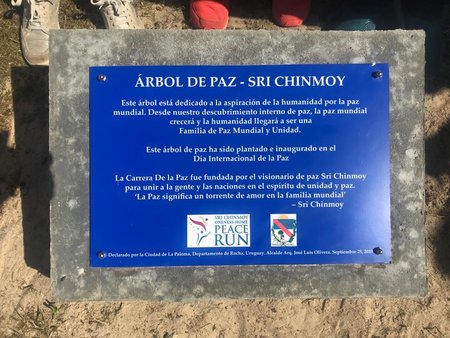 ÁRBOL DE PAZ - SRI CHINMOY
Este árbol está dedicado a la aspiración de la humanidad por la paz
mundial. Desde nuestro descubrimiento interno de paz, la paz mundial
crecerá y la humanidad llegará a ser una
Familia de Paz Mundial y Unidad.
Este árbol de paz ha sido plantado e inaugurado en el
Día Internacional de la Paz
La Carrera De la Paz fue fundada por el visionario de paz Sri Chinmoy
para unir a la gente y las naciones en el espíritu de unidad y paz.
'La Paz significa un torrente de amor en la familia mundial'
– Sri Chinmoy
SRI CHINMOY
ONENESS-HOME
PEACE
RUN
Declarado por la Ciudad de La Paloma, Departamento de Rocha, Uruguay. Alcalde Arq. José Luis Olivera. Septiembre 25,